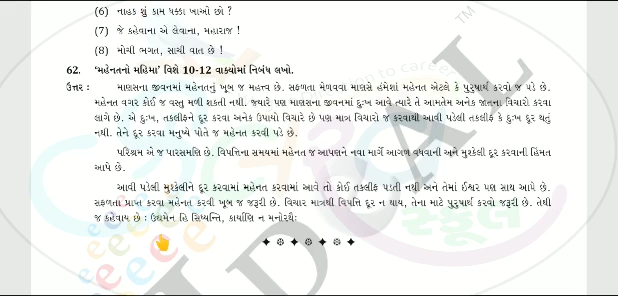 (6) નાહક શું કામ ધક્કા ખાઓ છો ?
(7) જે કહેવાના એ લેવાના, મહારાજ !
(8) મોચી ભગત, સાચી વાત છે !
62. 'મહેનતનો મહિમા' વિશે 10-12 વાક્યોમાં નિબંધ લખો.
ઉત્તર : માણસના જીવનમાં મહેનતનું ખૂબ જ મહત્ત્વ છે. સફળતા મેળવવા માણસે હંમેશાં મહેનત એટલે કે પુરુષાર્થ કરવો જ પડે છે.
મહેનત વગર કોઈ જ વસ્તુ મળી શકતી નથી. જ્યારે પણ માણસના જીવનમાં દુઃખ આવે ત્યારે તે આમતેમ અનેક જાતના વિચારો કરવા
લાગે છે. એ દુઃખ, તકલીફને દૂર કરવા અનેક ઉપાયો વિચારે છે પણ માત્ર વિચારો જ કરવાથી આવી પડેલી તકલીફ કે દુઃખ દૂર થતું
નથી. તેને દૂર કરવા મનુષ્યે પોતે જ મહેનત કરવી પડે છે.
પરિશ્રમ એ જ પારસમણિ છે. વિપત્તિના સમયમાં મહેનત જ આપણને નવા માર્ગે આગળ વધવાની અને મુશ્કેલી દૂર કરવાની હિંમત
આપે છે.
આવી પડેલી મુશ્કેલીને દૂર કરવામાં મહેનત કરવામાં આવે તો કોઈ તકલીફ પડતી નથી અને તેમાં ઈશ્વર પણ સાથ આપે છે.
સફળતા પ્રાપ્ત કરવા મહેનત કરવી ખૂબ જ જરૂરી છે. વિચાર માત્રથી વિપત્તિ દૂર ન થાય, તેના માટે પુરુષાર્થ કરવો જરૂરી છે. તેથી
જ કહેવાય છે : ઉદ્યમેન હિ સિધ્યન્તિ, કાર્યાણિ ન મનોરથૈઃ
TM
સ્કૂલ